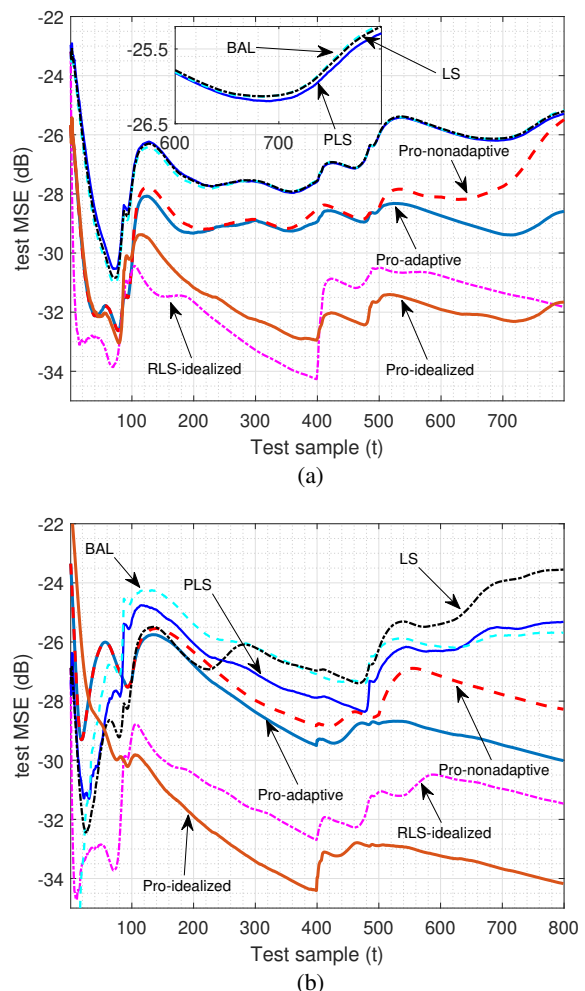 -22
-24
-26
-28
-30
-32
-34
test MSE (dB)
-25.5
-26.5
600
700
BAL
LS
PLS
Pro-nonadaptive
Pro-adaptive
RLS-idealized
Pro-idealized
100 200 300 400 500 600 700
Test sample (t)
(a)
-22
-24
-26
-28
-30
-32
-34
test MSE (dB)
BAL
PLS
LS
Pro-nonadaptive
Pro-adaptive
RLS-idealized
Pro-idealized
100 200 300 400 500 600 700 800
Test sample (t)
(b)